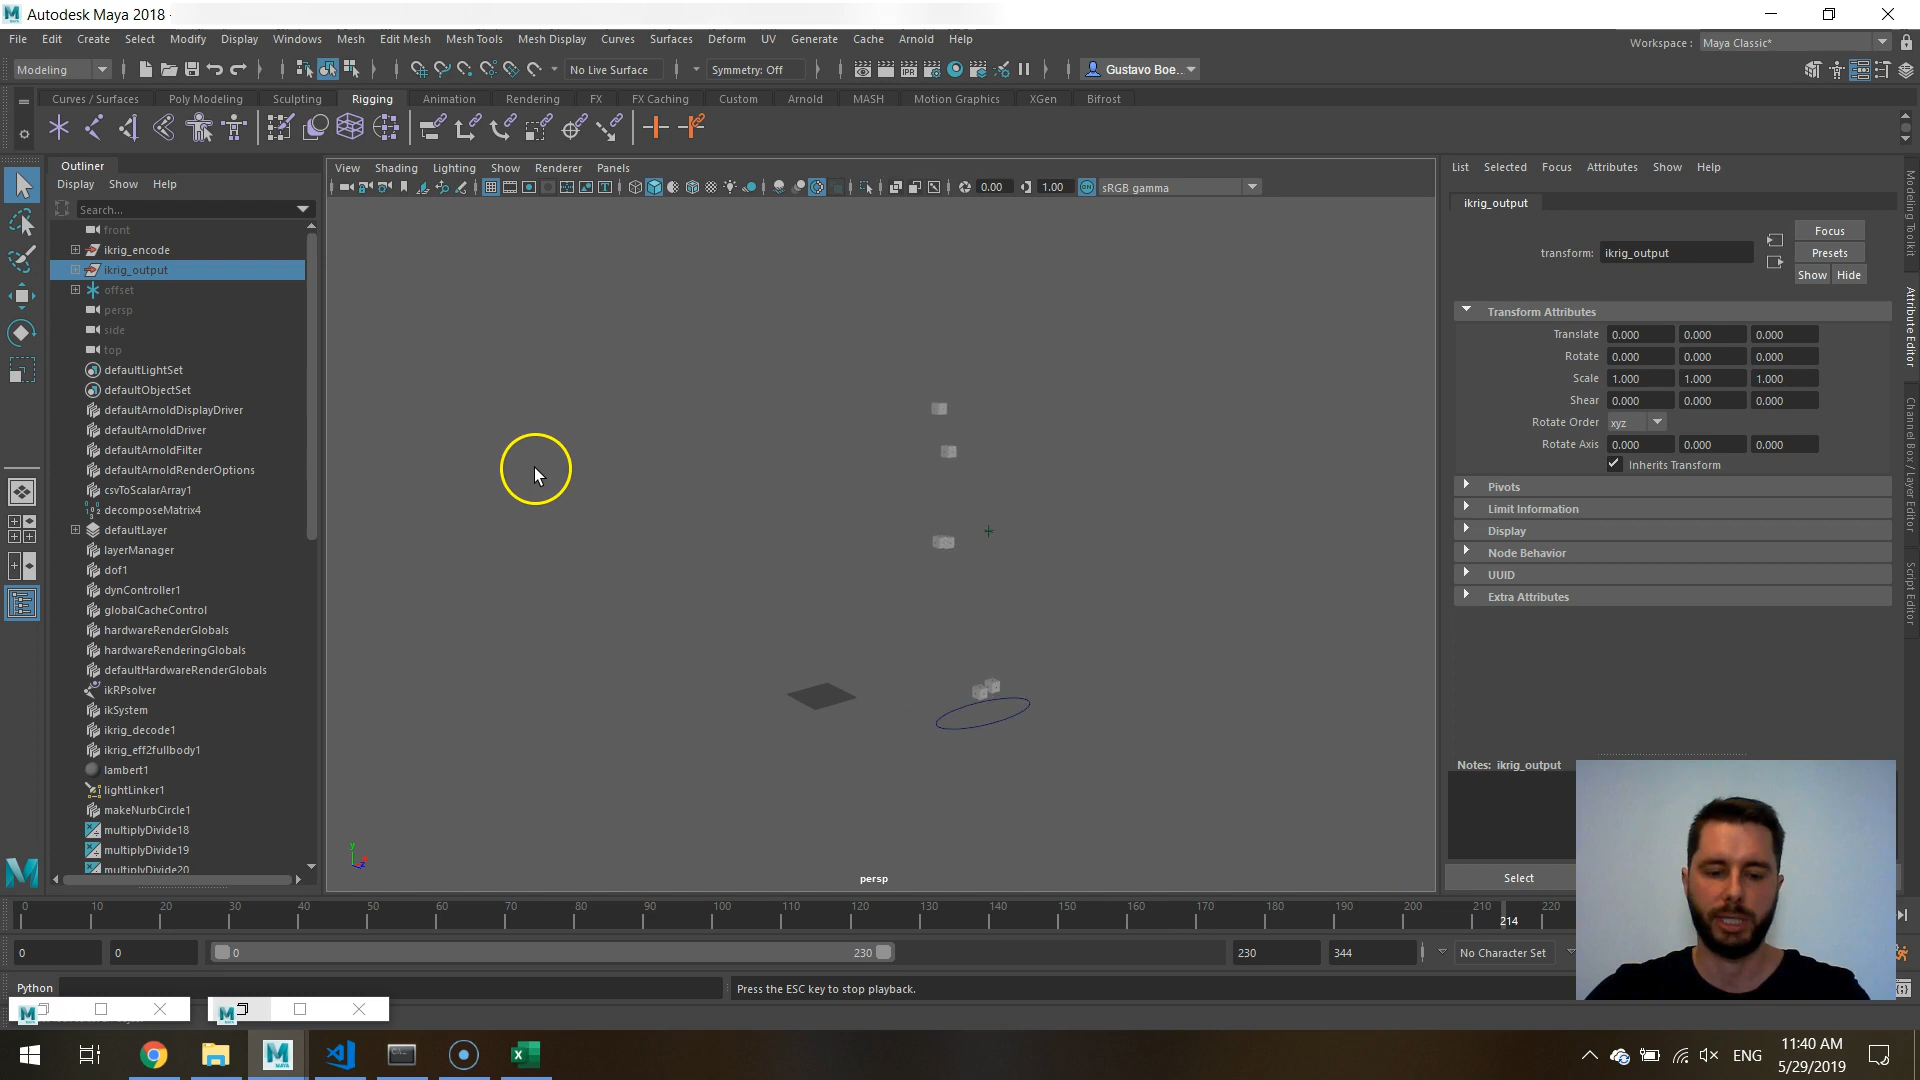 Autodesk Maya 2018 -
File Edit Create Select Modify Display Windows Mesh Edit Mesh Mesh Tools Mesh Display Curves Surfaces Deform UV Generate Cache Arnold Help
Workspace : Maya Classic*
Modeling
No Live Surface
Symmetry: Off
Gustavo Boe..
Curves / Surfaces Poly Modeling Sculpting Rigging Animation Rendering FX FX Caching Custom Arnold MASH Motion Graphics XGen Bifrost
Outliner
Display Show Help
Search...
front
ikrig_encode
ikrig_output
offset
persp
side
top
defaultLightSet
defaultObjectSet
defaultArnoldDisplayDriver
defaultArnoldDriver
defaultArnoldFilter
defaultArnoldRenderOptions
csvToScalarArray1
decomposeMatrix4
defaultLayer
layerManager
dof1
dynController1
globalCacheControl
hardwareRenderGlobals
hardwareRenderingGlobals
defaultHardwareRenderGlobals
ikRPsolver
ikSystem
ikrig_decode1
ikrig_eff2fullbody1
lambert1
lightLinker1
makeNurbCircle1
multiplyDivide18
multiplyDivide19
multiplyDivide20
View Shading Lighting Show Renderer Panels
0.00 1.00 ON sRGB gamma
y
z
persp
List Selected Focus Attributes Show Help
ikrig_output
transform: ikrig_output
Focus
Presets
Show Hide
Transform Attributes
Translate 0.000 0.000 0.000
Rotate 0.000 0.000 0.000
Scale 1.000 1.000 1.000
Shear 0.000 0.000 0.000
Rotate Order xyz
Rotate Axis 0.000 0.000 0.000
Inherits Transform
Pivots
Limit Information
Display
Node Behavior
UUID
Extra Attributes
Notes: ikrig_output
Select
Modeling Toolkit
Attribute Editor
Channel Box / Layer Editor
Script Editor
0 10 20 30 40 50 60 70 80 90 100 110 120 130 140 150 160 170 180 190 200 210 220
214
0 0 0 230 230 344 No Character Set
Python
Press the ESC key to stop playback.
ENG
11:40 AM
5/29/2019